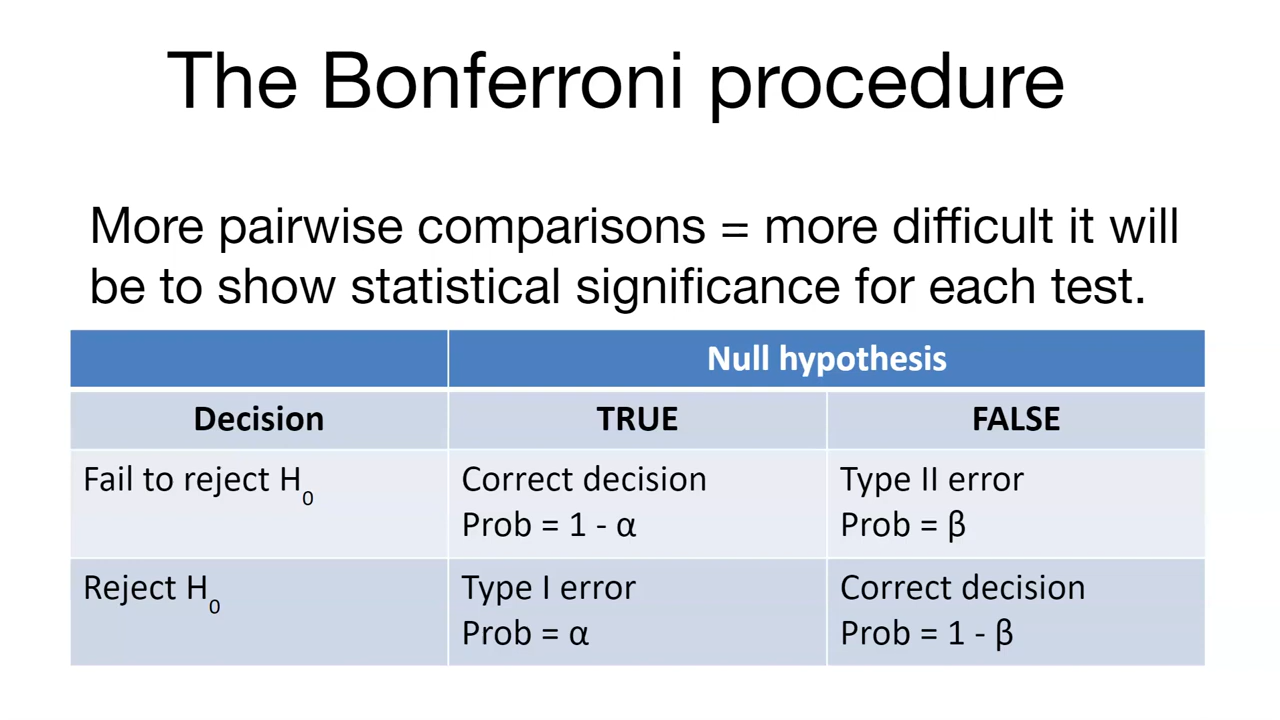 The Bonferroni procedure
More pairwise comparisons = more difficult it will
be to show statistical significance for each test.
Null hypothesis
Decision TRUE FALSE
Fail to reject H₀ Correct decision Type II error
Prob = 1 - α Prob = β
Reject H₀ Type I error Correct decision
Prob = α Prob = 1 - β